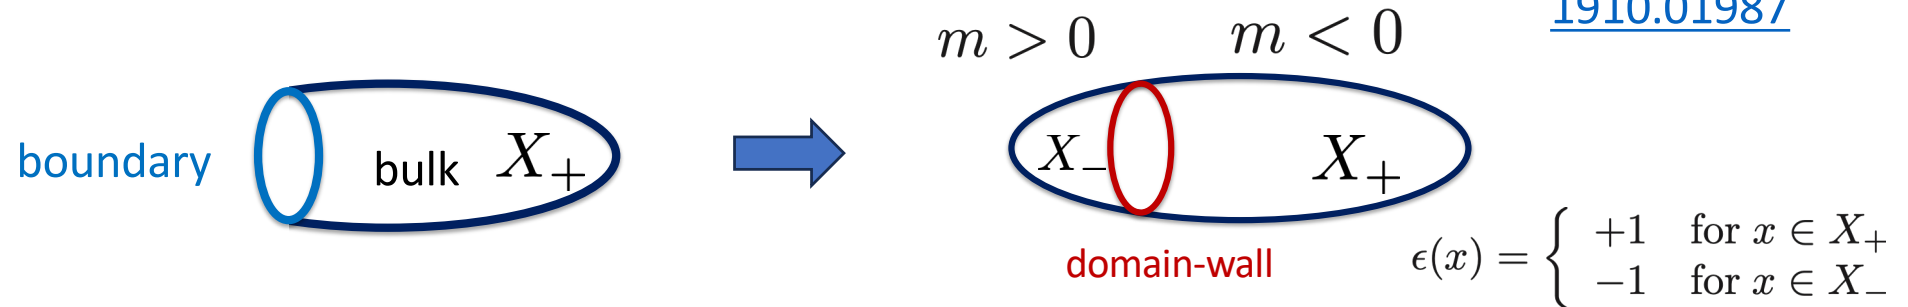 1910.01987
m > 0
m < 0
boundary
bulk
X_+
X_-
X_+
domain-wall
ϵ(x) = { +1 for x ∈ X_+
−1 for x ∈ X_-